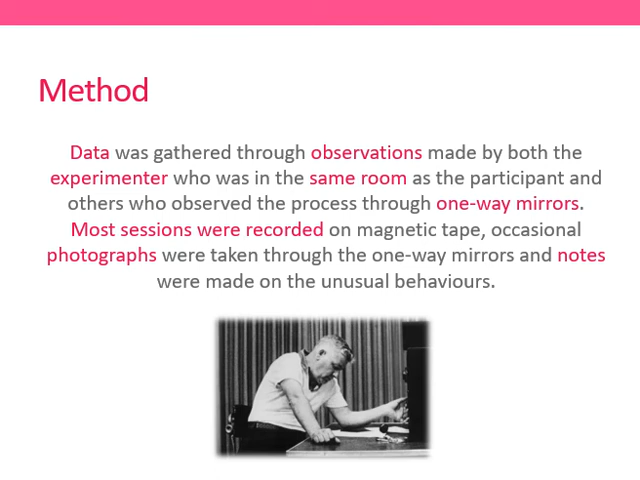 Method
Data was gathered through observations made by both the
experimenter who was in the same room as the participant and
others who observed the process through one-way mirrors.
Most sessions were recorded on magnetic tape, occasional
photographs were taken through the one-way mirrors and notes
were made on the unusual behaviours.